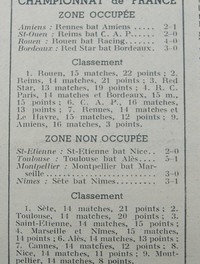 CHAMPIONNAT de FRANCE
ZONE OCCUPÉE
Amiens : Rennes bat Amiens ..... 2-1
St-Ouen : Reims bat C. A. P..... 2-0
Rouen : Rouen bat Racing....... 4-0
Bordeaux : Red Star bat Bordeaux. 3-0
Classement
1. Rouen, 15 matches, 22 points ; 2.
Reims, 14 matches, 21 points ; 3. Red
Star, 13 matches, 19 points ; 4. R. C.
Paris, 14 matches et Bordeaux, 15 m.,
15 points ; 6. C. A. P., 16 matches,
13 points ; 7. Rennes, 14 matches et
Le Havre, 15 matches, 12 points ; 9.
Amiens, 16 matches, 3 points.
ZONE NON OCCUPÉE
St-Etienne : St-Etienne bat Nice.. 2-0
Toulouse : Toulouse bat Alès..... 5-1
Montpellier : Montpellier bat Mar-
seille ....................... 3-0
Nîmes : Sète bat Nîmes......... 3-1
Classement
1. Sète, 14 matches, 21 points ; 2.
Toulouse, 14 matches, 20 points ; 3.
Saint-Etienne, 14 matches, 15 points ;
4. Marseille et Nîmes, 15 matches,
14 points ; 6. Alès, 14 matches, 13 points ;
7. Cannes, 14 matches, 12 points ; 8.
Nice, 14 matches, 11 points ; 9. Mont-
pellier, 14 matches, 8 points.